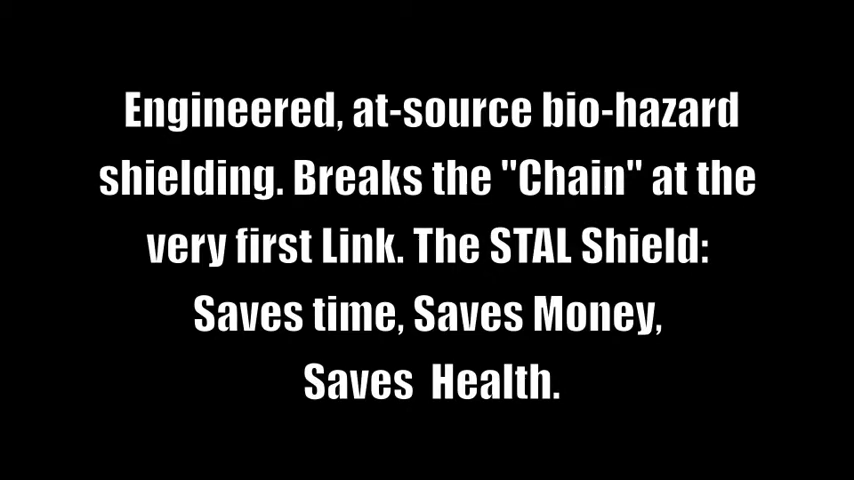 Engineered, at-source bio-hazard
shielding. Breaks the "Chain" at the
very first Link. The STAL Shield:
Saves time, Saves Money,
Saves  Health.